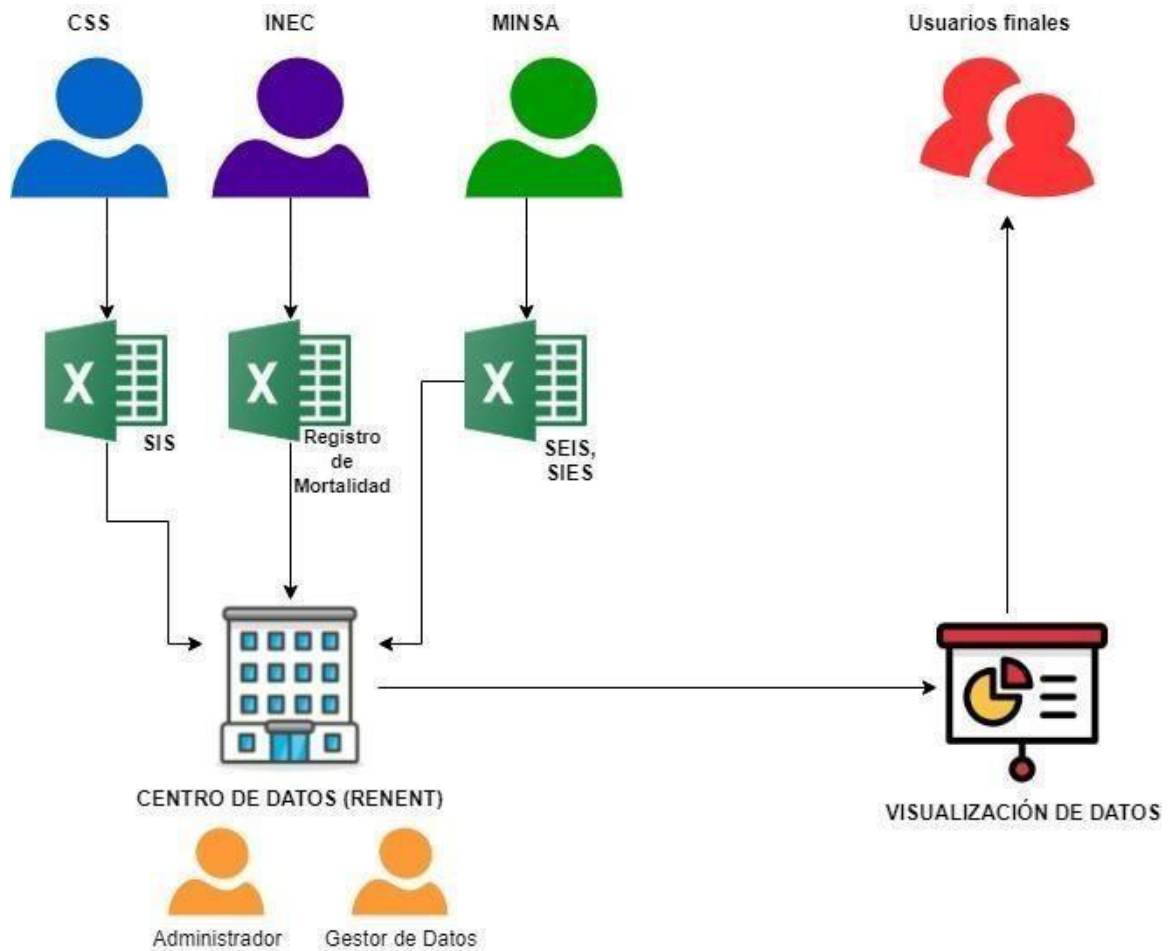 CSS
INEC
MINSA
Usuarios finales
X
X
X
SIS
Registro
de
Mortalidad
SEIS,
SIES
CENTRO DE DATOS (RENENT)
VISUALIZACIÓN DE DATOS
Administrador
Gestor de Datos